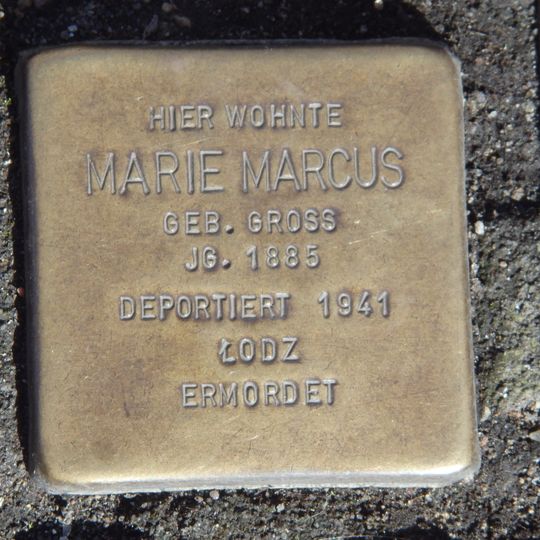 HIER WOHNTE
MARIE MARCUS
GEB. GROSS
JG. 1885
DEPORTIERT 1941
ŁODZ
ERMORDET